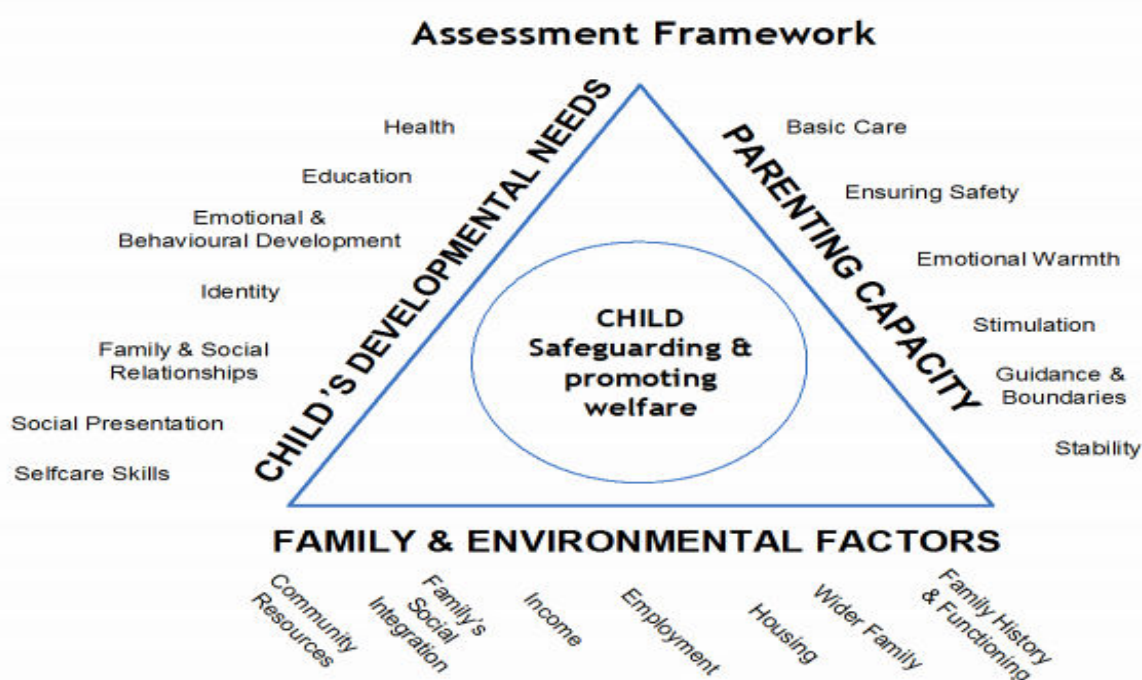 Assessment Framework
CHILD'S DEVELOPMENTAL NEEDS
Health
Education
Emotional &
Behavioural Development
Identity
Family & Social
Relationships
Social Presentation
Selfcare Skills
PARENTING CAPACITY
Basic Care
Ensuring Safety
Emotional Warmth
Stimulation
Guidance &
Boundaries
Stability
CHILD
Safeguarding &
promoting
welfare
FAMILY & ENVIRONMENTAL FACTORS
Community
Resources
Family's
Social
Integration
Income
Employment
Housing
Wider Family
Family History
& Functioning